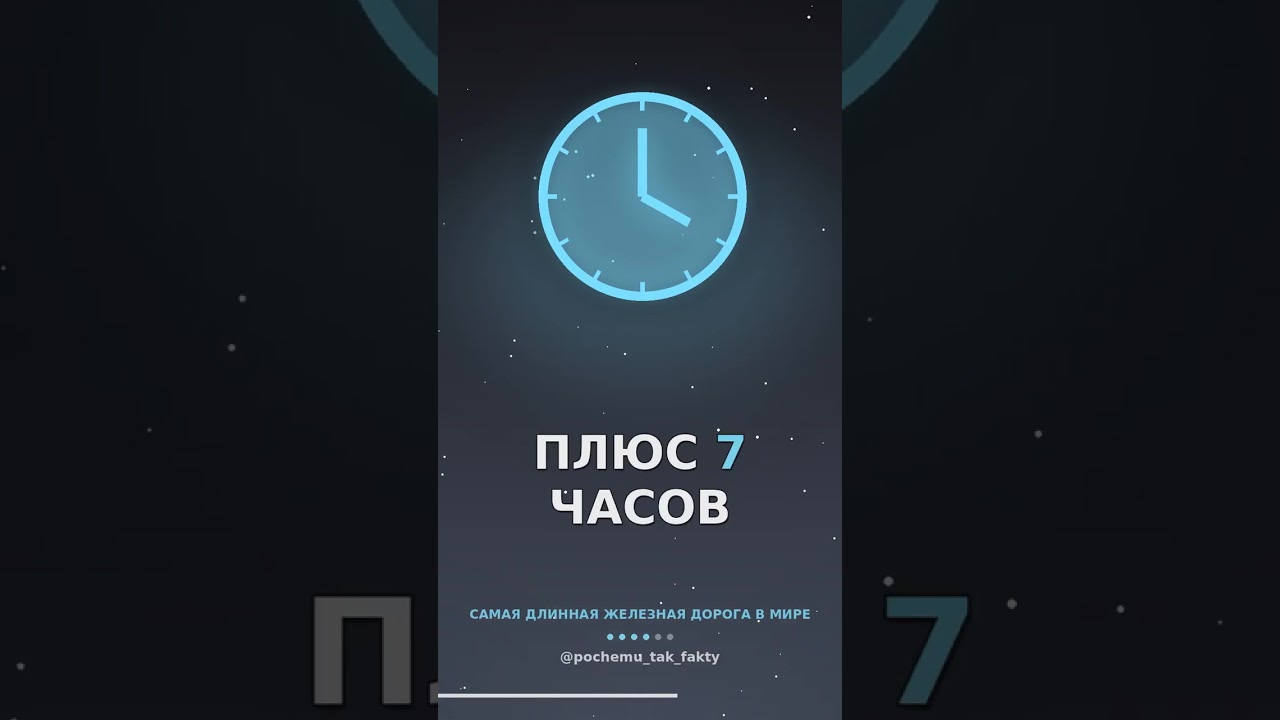 ПЛЮС 7
ЧАСОВ
САМАЯ ДЛИННАЯ ЖЕЛЕЗНАЯ ДОРОГА В МИРЕ
@pochemu_tak_fakty